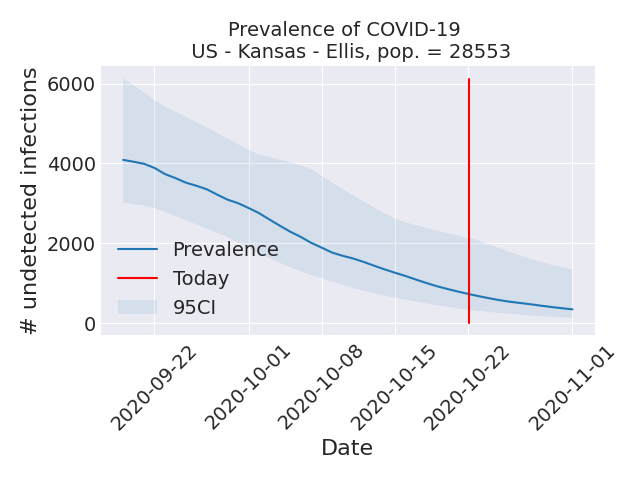 Prevalence of COVID-19
US - Kansas - Ellis, pop. = 28553
# undetected infections
6000
4000
2000
0
Prevalence
Today
95CI
2020-09-22
2020-10-01
2020-10-08
2020-10-15
2020-10-22
2020-11-01
Date